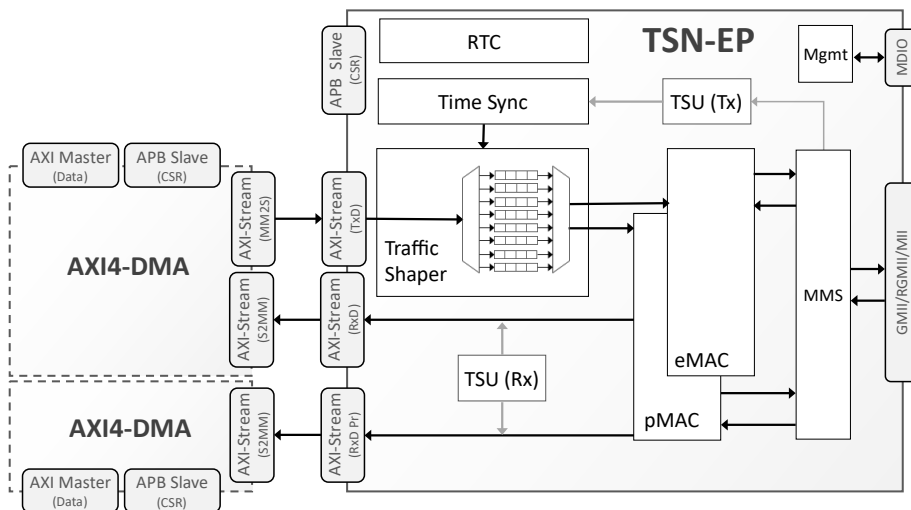 RTC
TSN-EP
Mgmt
MDIO
APB Slave
(CSR)
Time Sync
TSU (Tx)
AXI Master
(Data)
APB Slave
(CSR)
AXI4-DMA
AXI-Stream
(MM2S)
AXI-Stream
(TxD)
Traffic
Shaper
AXI-Stream
(S2MM)
AXI-Stream
(RxD)
MMS
GMII/RGMII/MII
eMAC
TSU (Rx)
pMAC
AXI4-DMA
AXI-Stream
(S2MM)
AXI-Stream
(RxD Pr)
AXI Master
(Data)
APB Slave
(CSR)